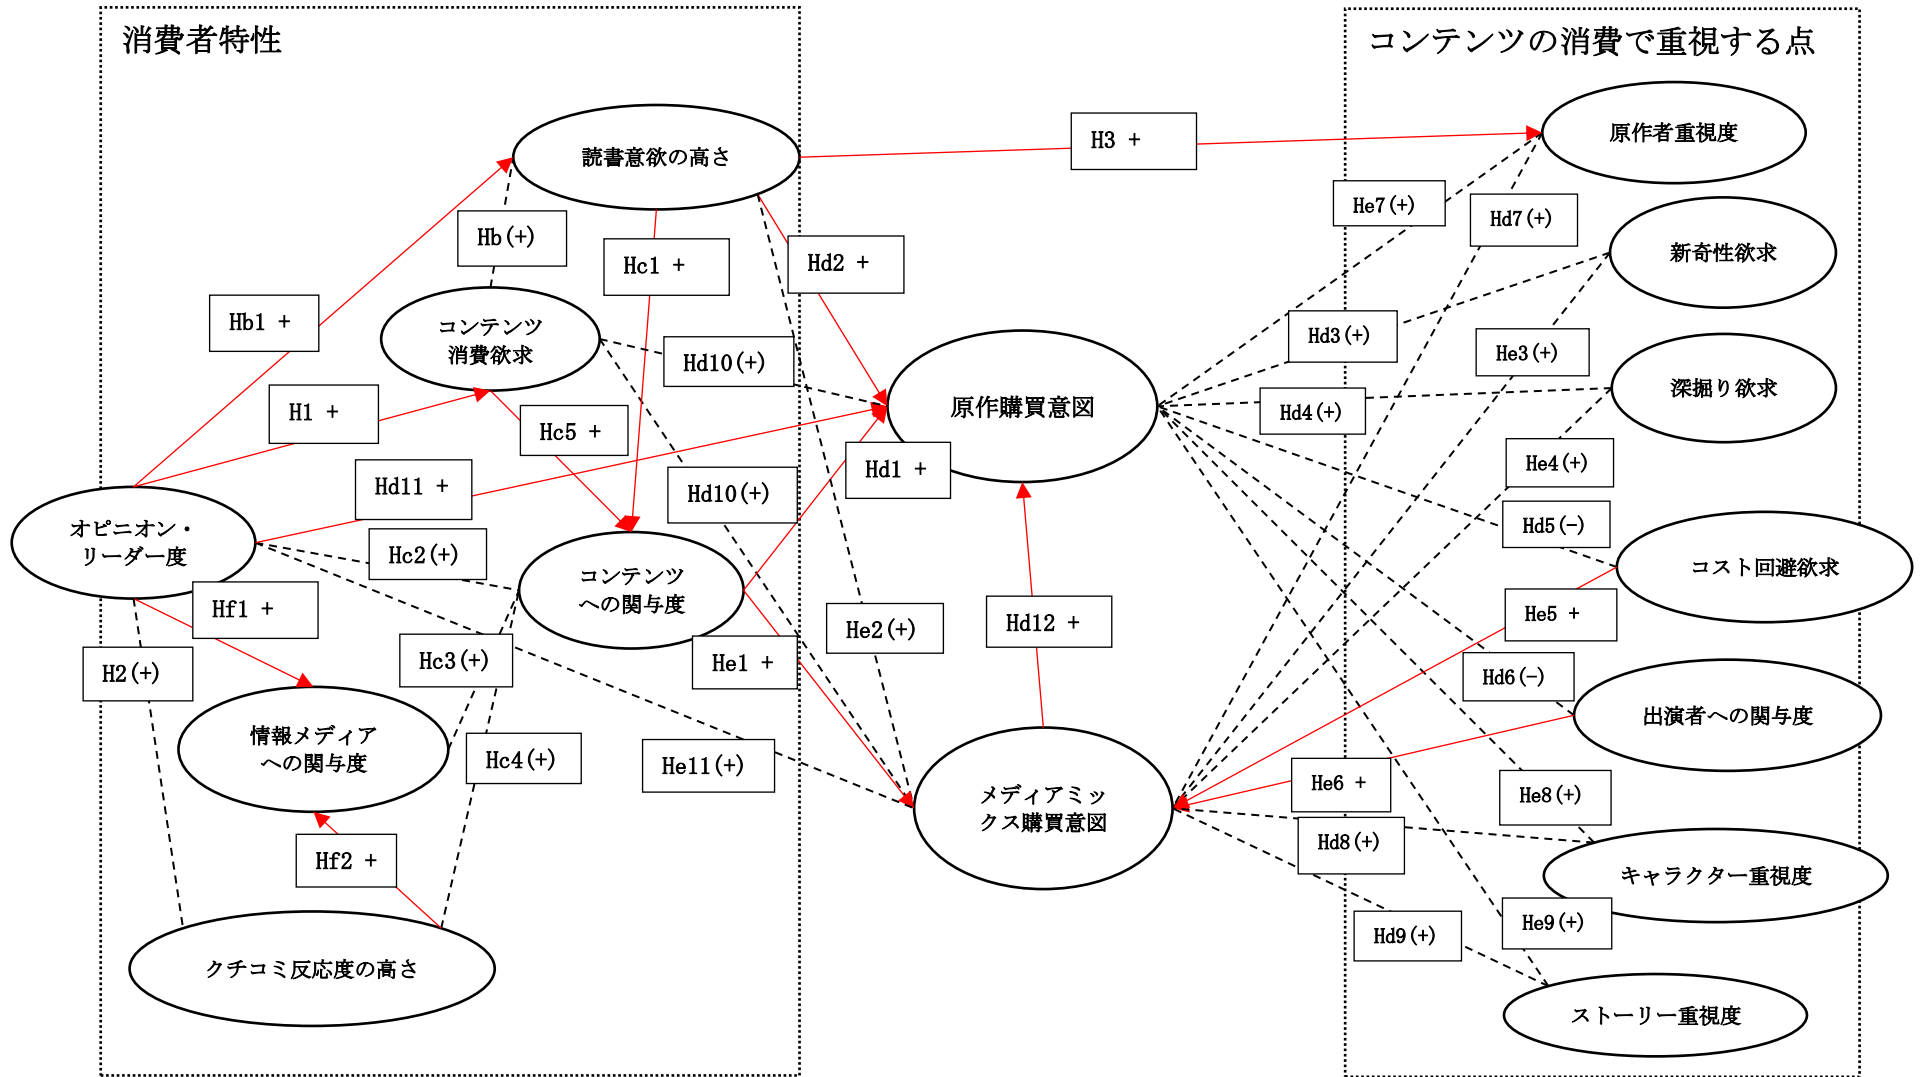 消費者特性
コンテンツの消費で重視する点
読書意欲の高さ
H3 +
原作者重視度
He7(+)
Hd7(+)
Hb(+)
Hc1 +
Hd2 +
新奇性欲求
Hb1 +
コンテンツ
消費欲求
Hd10(+)
Hd3(+)
He3(+)
H1 +
Hc5 +
原作購買意図
Hd4(+)
深掘り欲求
Hd11 +
Hd10(+)
Hd1 +
He4(+)
オピニオン・
リーダー度
Hc2(+)
Hd5(-)
コンテンツ
への関与度
コスト回避欲求
Hf1 +
He2(+)
Hd12 +
He5 +
H2(+)
Hc3(+)
He1 +
Hd6(-)
情報メディア
への関与度
Hc4(+)
He11(+)
出演者への関与度
メディアミッ
クス購買意図
He6 +
He8(+)
Hf2 +
Hd8(+)
キャラクター重視度
Hd9(+)
He9(+)
クチコミ反応度の高さ
ストーリー重視度